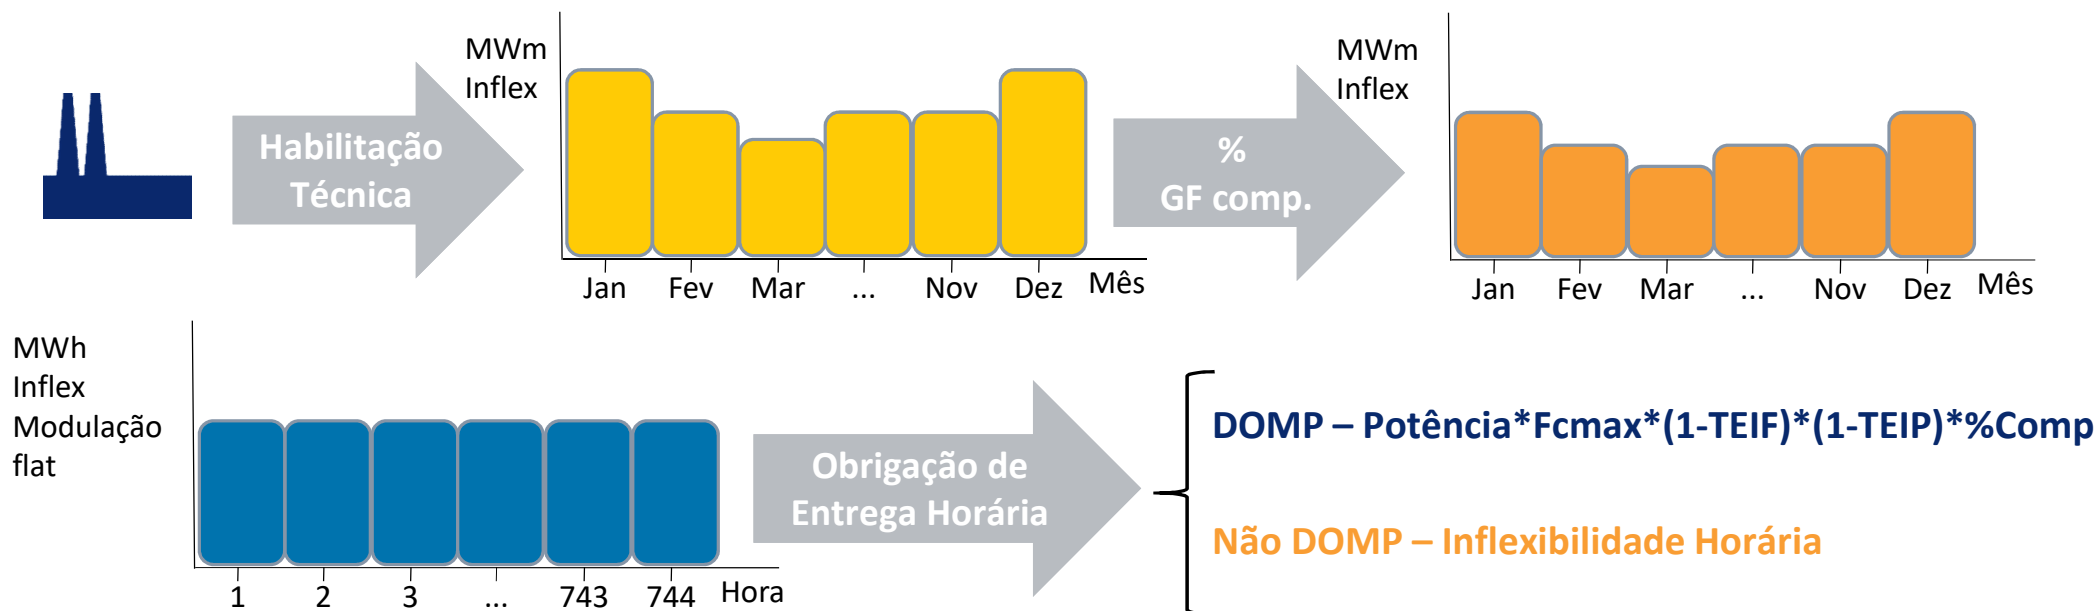 Habilitação
Técnica
MWm
Inflex
Jan Fev Mar ... Nov Dez Mês
%
GF comp.
MWm
Inflex
Jan Fev Mar ... Nov Dez Mês
MWh
Inflex
Modulação
flat
1 2 3 ... 743 744 Hora
Obrigação de
Entrega Horária
DOMP – Potência*Fcmax*(1-TEIF)*(1-TEIP)*%Comp
Não DOMP – Inflexibilidade Horária